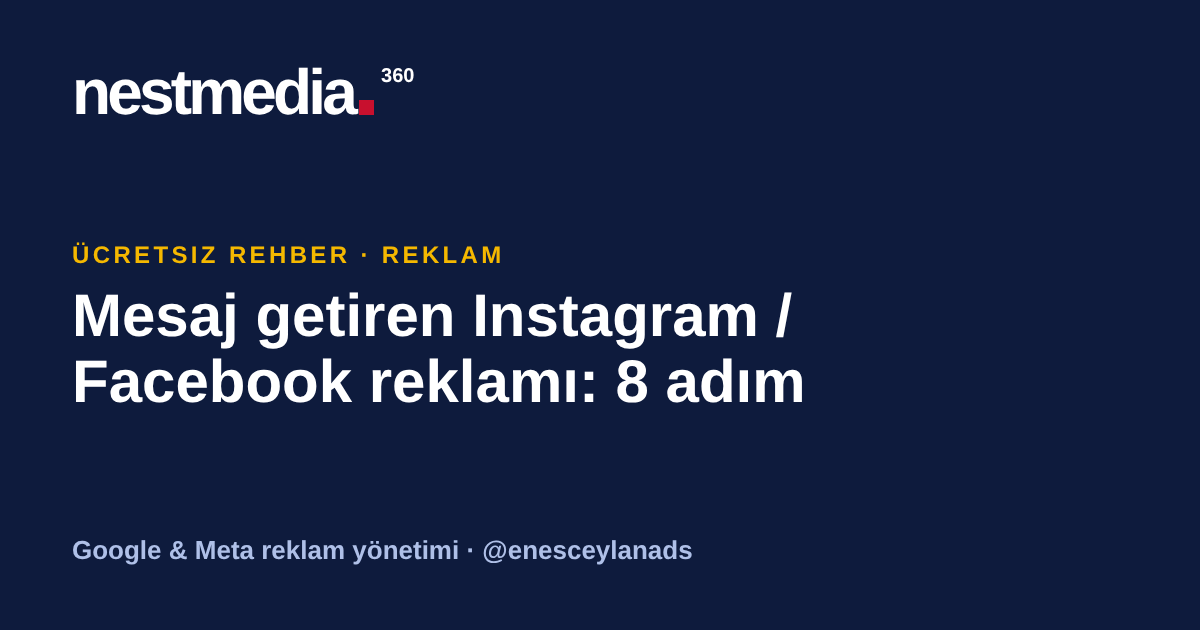 nestmedia. 360
ÜCRETSIZ REHBER · REKLAM
Mesaj getiren Instagram /
Facebook reklamı: 8 adım
Google & Meta reklam yönetimi · @enesceylanads